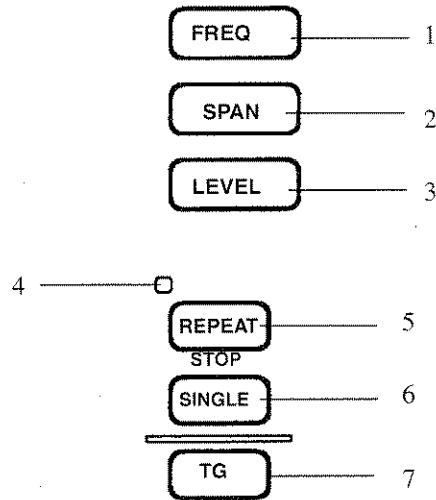 FREQ 1
SPAN 2
LEVEL 3
4
REPEAT 5
STOP
SINGLE 6
TG 7